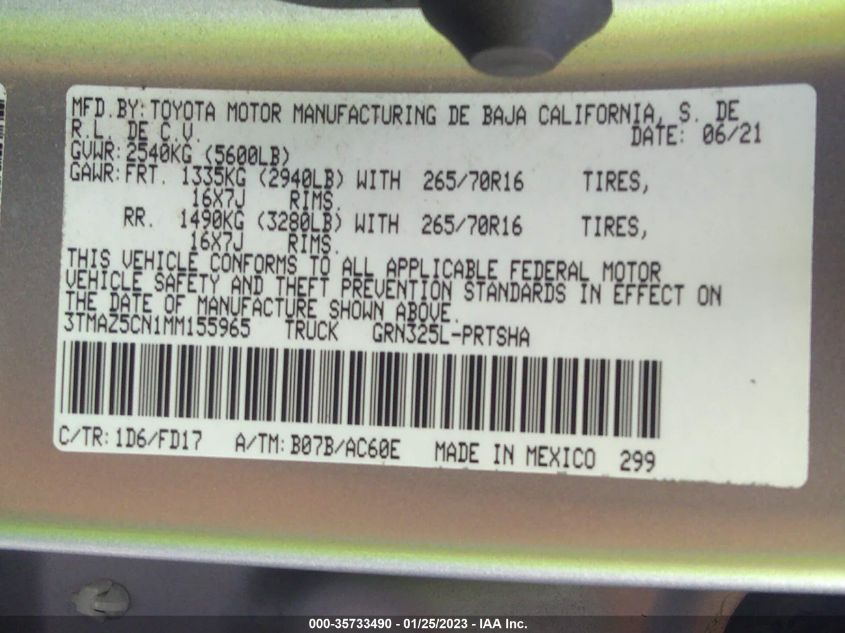 MFD.BY: TOYOTA MOTOR MANUFACTURING DE BAJA CALIFORNIA, S. DE
R.L. DE C.V. DATE: 06/21
GVWR: 2540KG (5600LB)
GAWR: FRT. 1335KG (2940LB) WITH 265/70R16 TIRES,
16X7J RIMS.
RR. 1490KG (3280LB) WITH 265/70R16 TIRES,
16X7J RIMS.
THIS VEHICLE CONFORMS TO ALL APPLICABLE FEDERAL MOTOR
VEHICLE SAFETY AND THEFT PREVENTION STANDARDS IN EFFECT ON
THE DATE OF MANUFACTURE SHOWN ABOVE.
3TMAZ5CN1MM155965 TRUCK GRN325L-PRTSHA
C/TR: 1D6/FD17 A/TM: B07B/AC60E MADE IN MEXICO 299
000-35733490 - 01/25/2023 - IAA Inc.